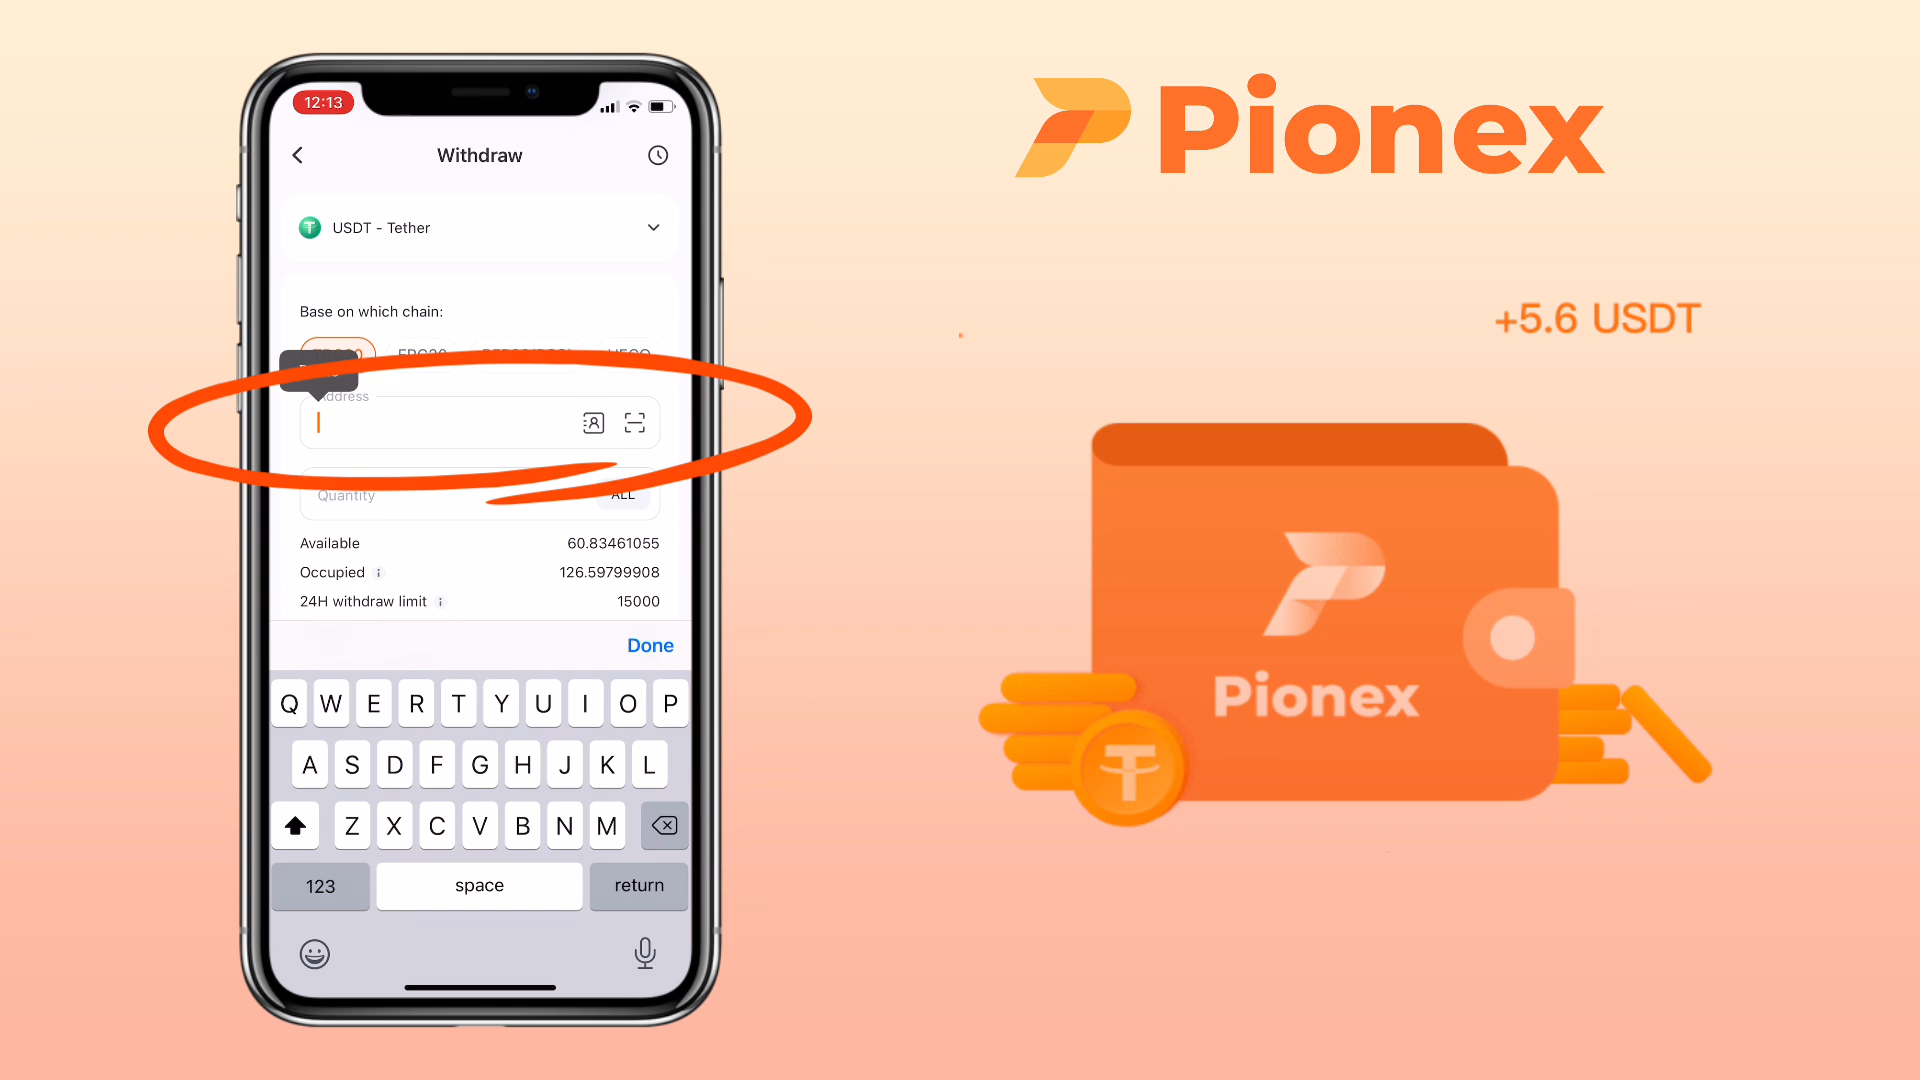 12:13
Withdraw
USDT - Tether
Base on which chain:
Address
Quantity
ALL
Available 60.83461055
Occupied 126.59799908
24H withdraw limit 15000
Done
Q W E R T Y U I O P
A S D F G H J K L
Z X C V B N M
123 space return
Pionex
+5.6 USDT
Pionex